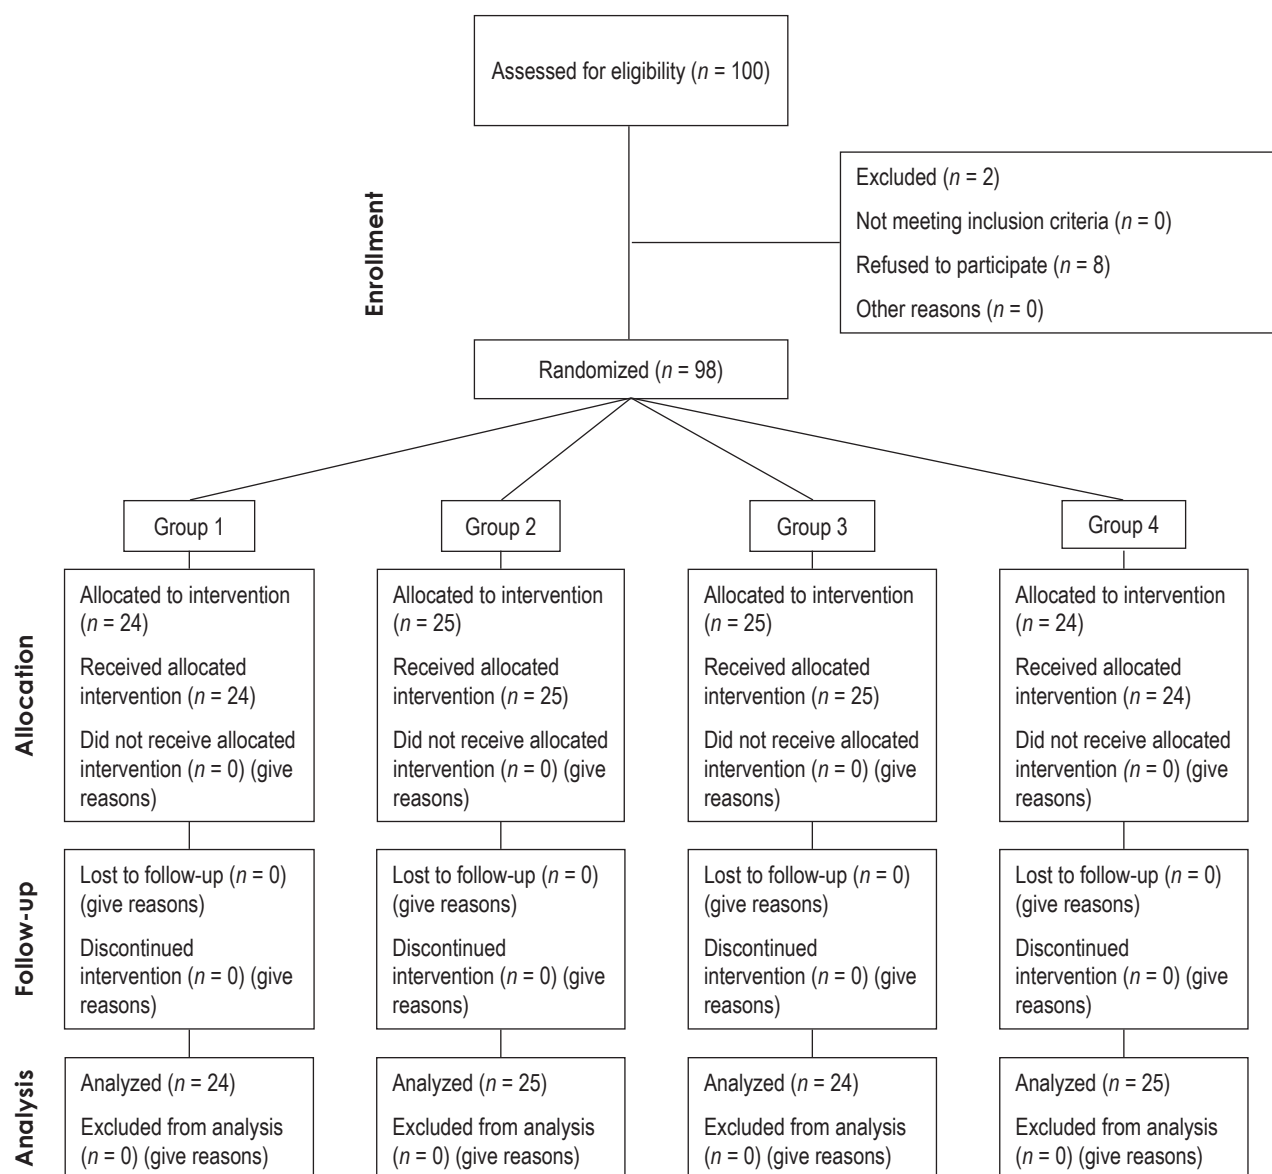 Assessed for eligibility (n = 100)
Enrollment
Excluded (n = 2)
Not meeting inclusion criteria (n = 0)
Refused to participate (n = 8)
Other reasons (n = 0)
Randomized (n = 98)
Group 1
Group 2
Group 3
Group 4
Allocation
Allocated to intervention
(n = 24)
Received allocated
intervention (n = 24)
Did not receive allocated
intervention (n = 0) (give
reasons)
Allocated to intervention
(n = 25)
Received allocated
intervention (n = 25)
Did not receive allocated
intervention (n = 0) (give
reasons)
Allocated to intervention
(n = 25)
Received allocated
intervention (n = 25)
Did not receive allocated
intervention (n = 0) (give
reasons)
Allocated to intervention
(n = 24)
Received allocated
intervention (n = 24)
Did not receive allocated
intervention (n = 0) (give
reasons)
Follow-up
Lost to follow-up (n = 0)
(give reasons)
Discontinued
intervention (n = 0) (give
reasons)
Lost to follow-up (n = 0)
(give reasons)
Discontinued
intervention (n = 0) (give
reasons)
Lost to follow-up (n = 0)
(give reasons)
Discontinued
intervention (n = 0) (give
reasons)
Lost to follow-up (n = 0)
(give reasons)
Discontinued
intervention (n = 0) (give
reasons)
Analysis
Analyzed (n = 24)
Excluded from analysis
(n = 0) (give reasons)
Analyzed (n = 25)
Excluded from analysis
(n = 0) (give reasons)
Analyzed (n = 24)
Excluded from analysis
(n = 0) (give reasons)
Analyzed (n = 25)
Excluded from analysis
(n = 0) (give reasons)